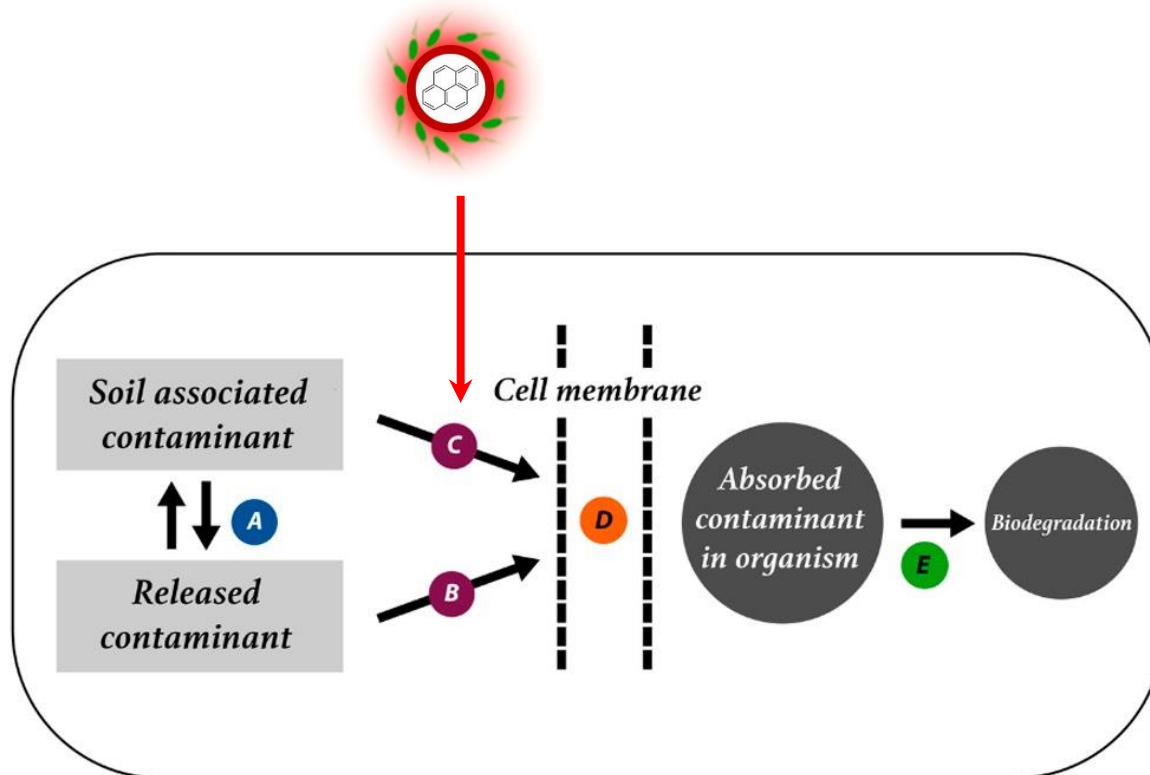 Soil associated
contaminant
A
Released
contaminant
C
B
Cell membrane
D
Absorbed
contaminant
in organism
E
Biodegradation